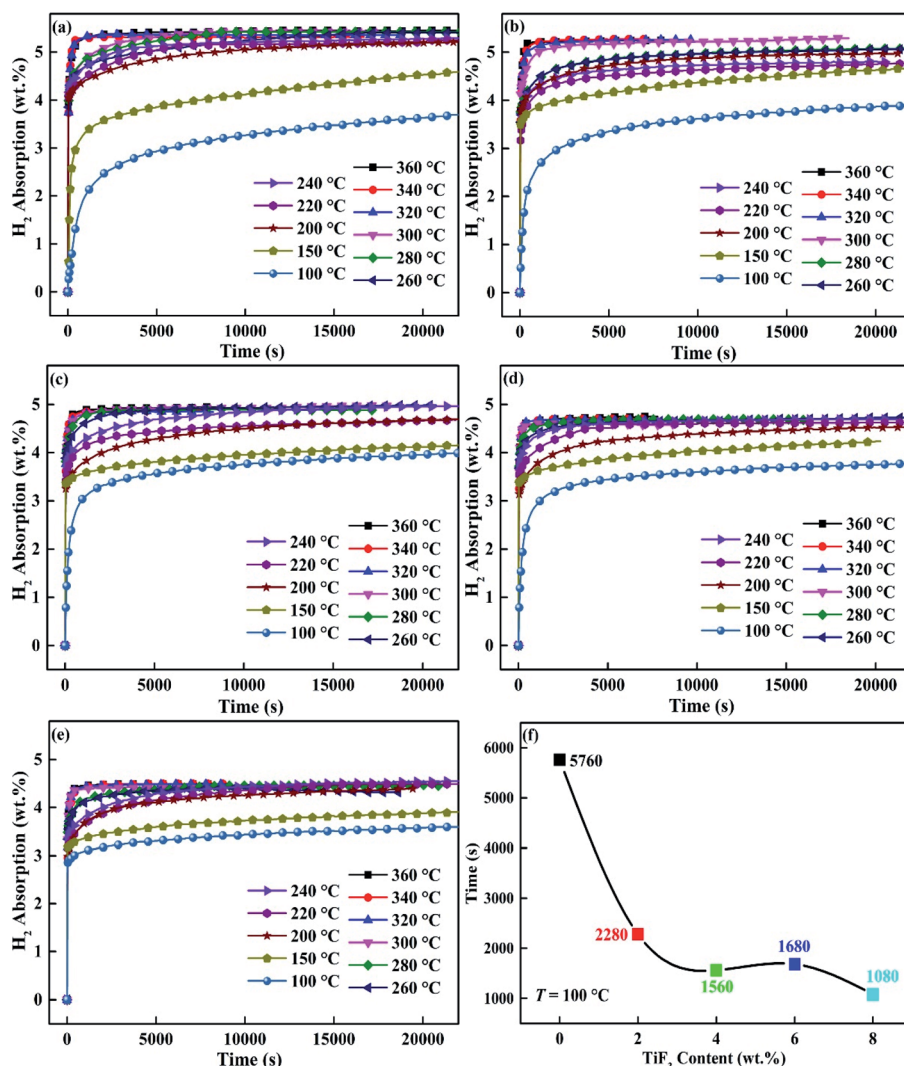 (a)
H₂ Absorption (wt.%)
5
4
3
2
1
0
240 °C
220 °C
200 °C
150 °C
100 °C
360 °C
340 °C
320 °C
300 °C
280 °C
260 °C
0 5000 10000 15000 20000
Time (s)
(b)
H₂ Absorption (wt.%)
5
4
3
2
1
0
240 °C
220 °C
200 °C
150 °C
100 °C
360 °C
340 °C
320 °C
300 °C
280 °C
260 °C
0 5000 10000 15000 20000
Time (s)
(c)
H₂ Absorption (wt.%)
5
4
3
2
1
0
240 °C
220 °C
200 °C
150 °C
100 °C
360 °C
340 °C
320 °C
300 °C
280 °C
260 °C
0 5000 10000 15000 20000
Time (s)
(d)
H₂ Absorption (wt.%)
5
4
3
2
1
0
240 °C
220 °C
200 °C
150 °C
100 °C
360 °C
340 °C
320 °C
300 °C
280 °C
260 °C
0 5000 10000 15000 20000
Time (s)
(e)
H₂ Absorption (wt.%)
5
4
3
2
1
0
240 °C
220 °C
200 °C
150 °C
100 °C
360 °C
340 °C
320 °C
300 °C
280 °C
260 °C
0 5000 10000 15000 20000
Time (s)
(f)
Time (s)
6000
5000
4000
3000
2000
1000
5760
2280
1560
1680
1080
T = 100 °C
0 2 4 6 8
TiF₃ Content (wt.%)